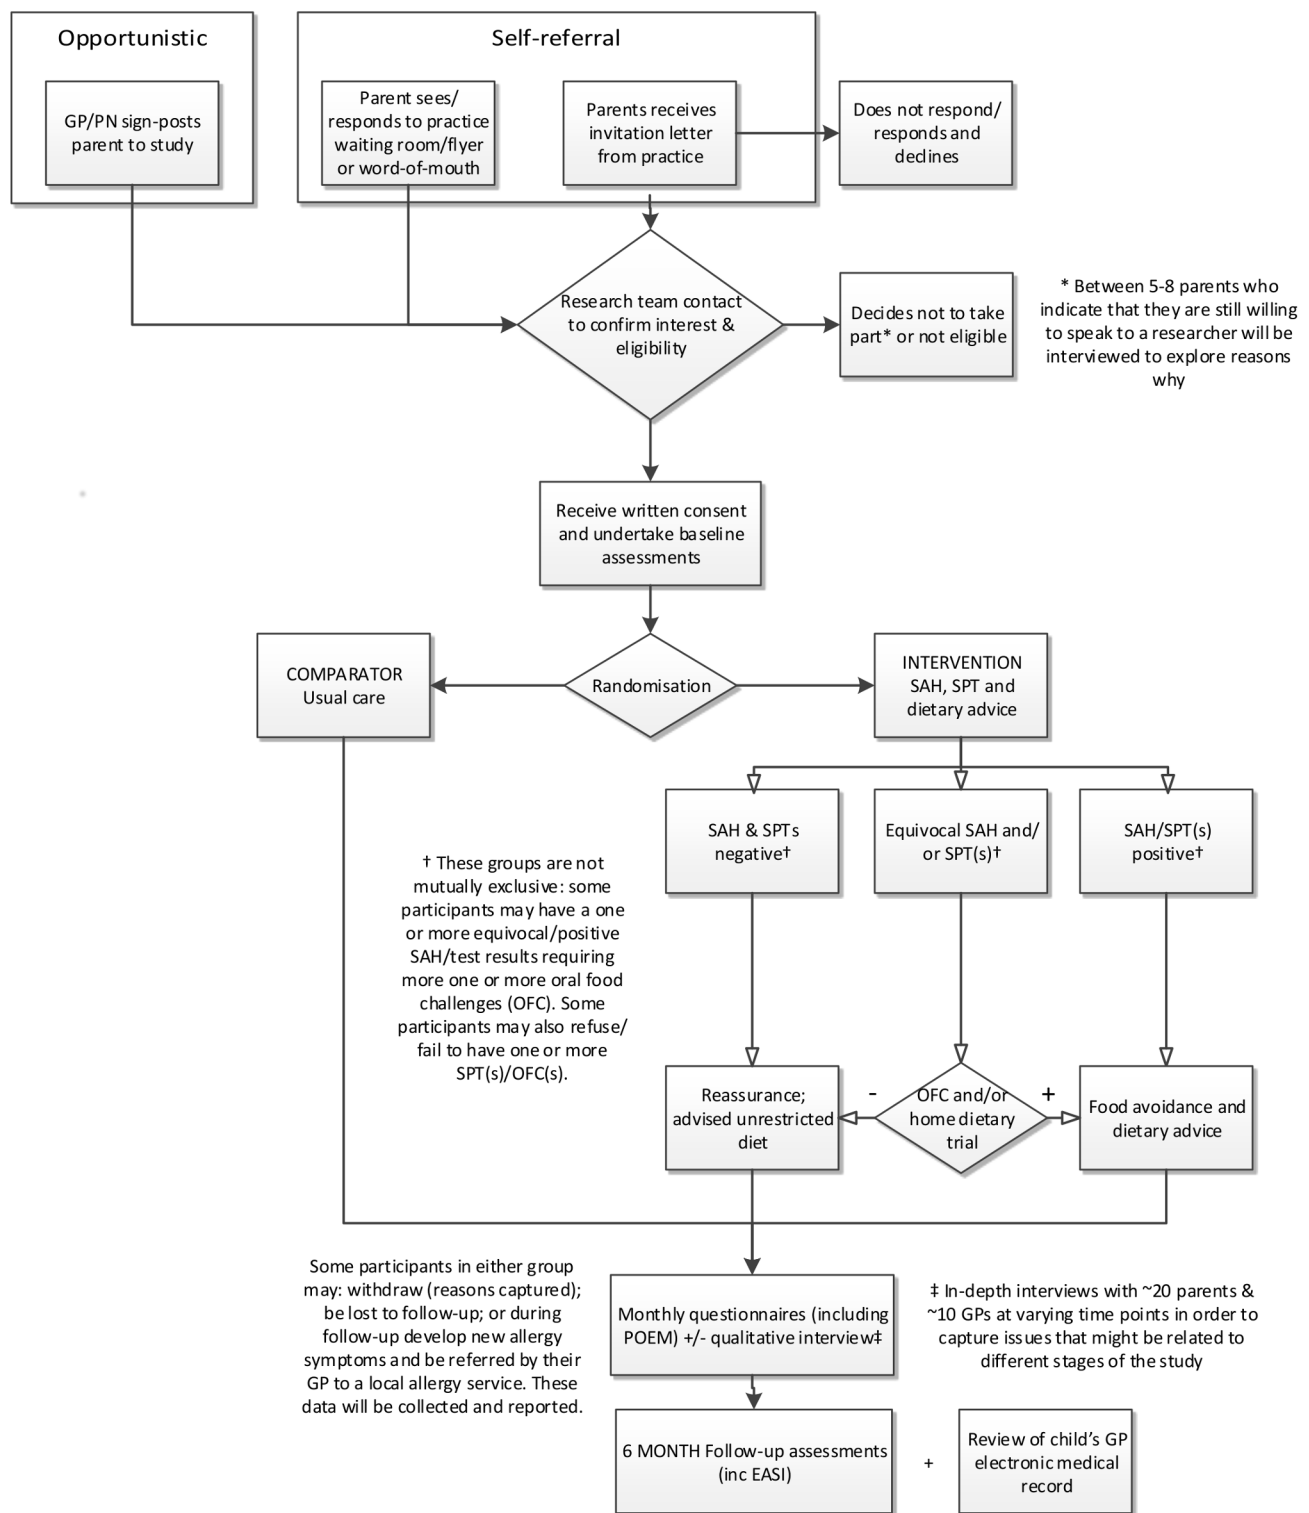 Opportunistic
Self-referral
GP/PN sign-posts
parent to study
Parent sees/
responds to practice
waiting room/flyer
or word-of-mouth
Parents receives
invitation letter
from practice
Does not respond/
responds and
declines
Research team contact
to confirm interest &
eligibility
Decides not to take
part* or not eligible
* Between 5-8 parents who
indicate that they are still willing
to speak to a researcher will be
interviewed to explore reasons
why
Receive written consent
and undertake baseline
assessments
COMPARATOR
Usual care
Randomisation
INTERVENTION
SAH, SPT and
dietary advice
SAH & SPTs
negative†
Equivocal SAH and/
or SPT(s)†
SAH/SPT(s)
positive†
† These groups are not
mutually exclusive: some
participants may have a one
or more equivocal/positive
SAH/test results requiring
more one or more oral food
challenges (OFC). Some
participants may also refuse/
fail to have one or more
SPT(s)/OFC(s).
Reassurance;
advised unrestricted
diet
-
OFC and/or
home dietary
trial
+
Food avoidance and
dietary advice
Some participants in either group
may: withdraw (reasons captured);
be lost to follow-up; or during
follow-up develop new allergy
symptoms and be referred by their
GP to a local allergy service. These
data will be collected and reported.
Monthly questionnaires (including
POEM) +/- qualitative interview‡
‡ In-depth interviews with ~20 parents &
~10 GPs at varying time points in order to
capture issues that might be related to
different stages of the study
6 MONTH Follow-up assessments
(inc EASI)
+
Review of child's GP
electronic medical
record